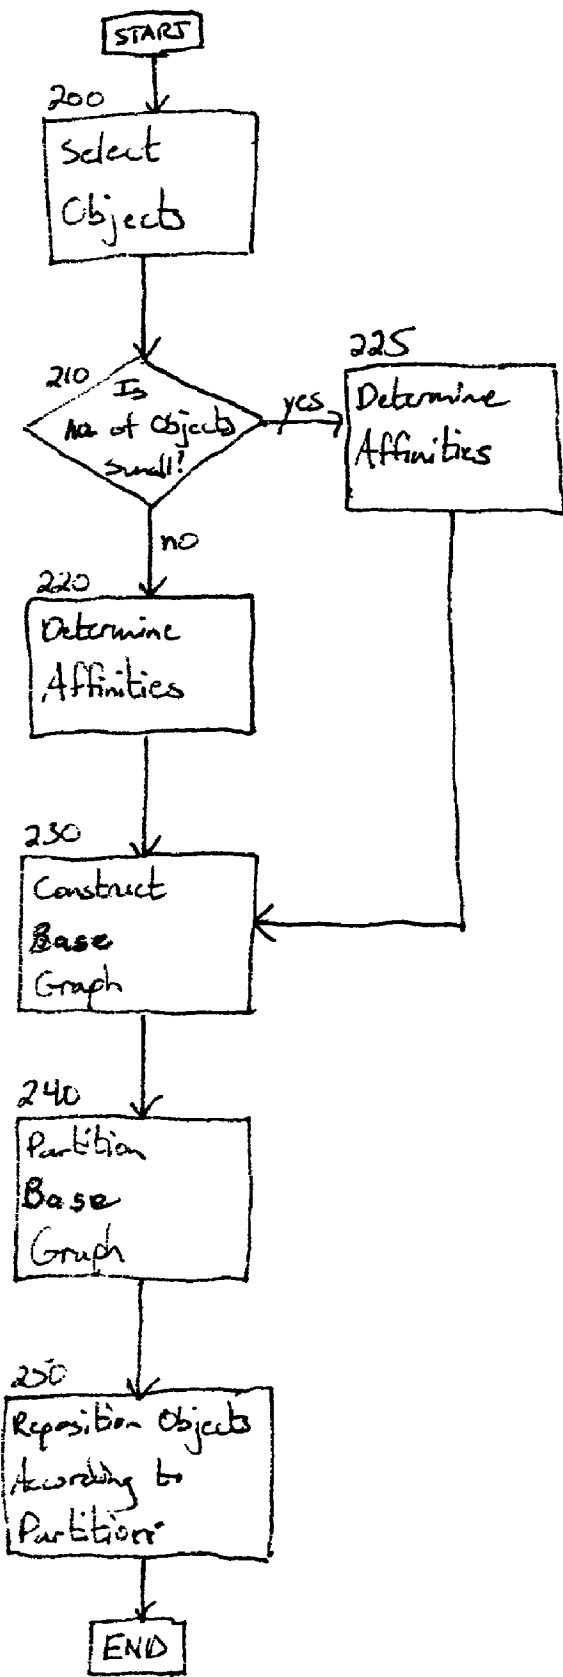 START
200
Select
Objects
210
Is
No. of Objects
Small?
yes
225
Determine
Affinities
no
220
Determine
Affinities
230
Construct
Base
Graph
240
Partition
Base
Graph
250
Reposition Objects
According to
Partition
END